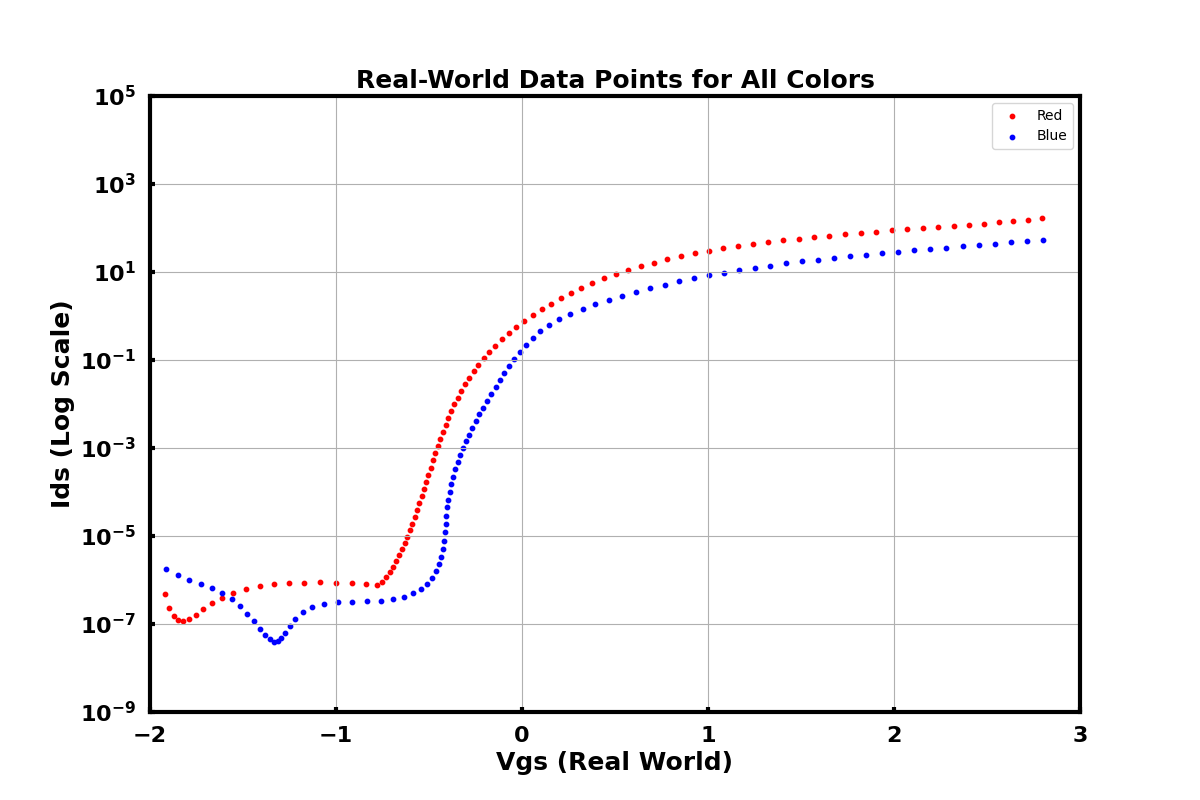 Real-World Data Points for All Colors
10^5
10^3
10^1
10^−1
10^−3
10^−5
10^−7
10^−9
Ids (Log Scale)
Red
Blue
−2 −1 0 1 2 3
Vgs (Real World)